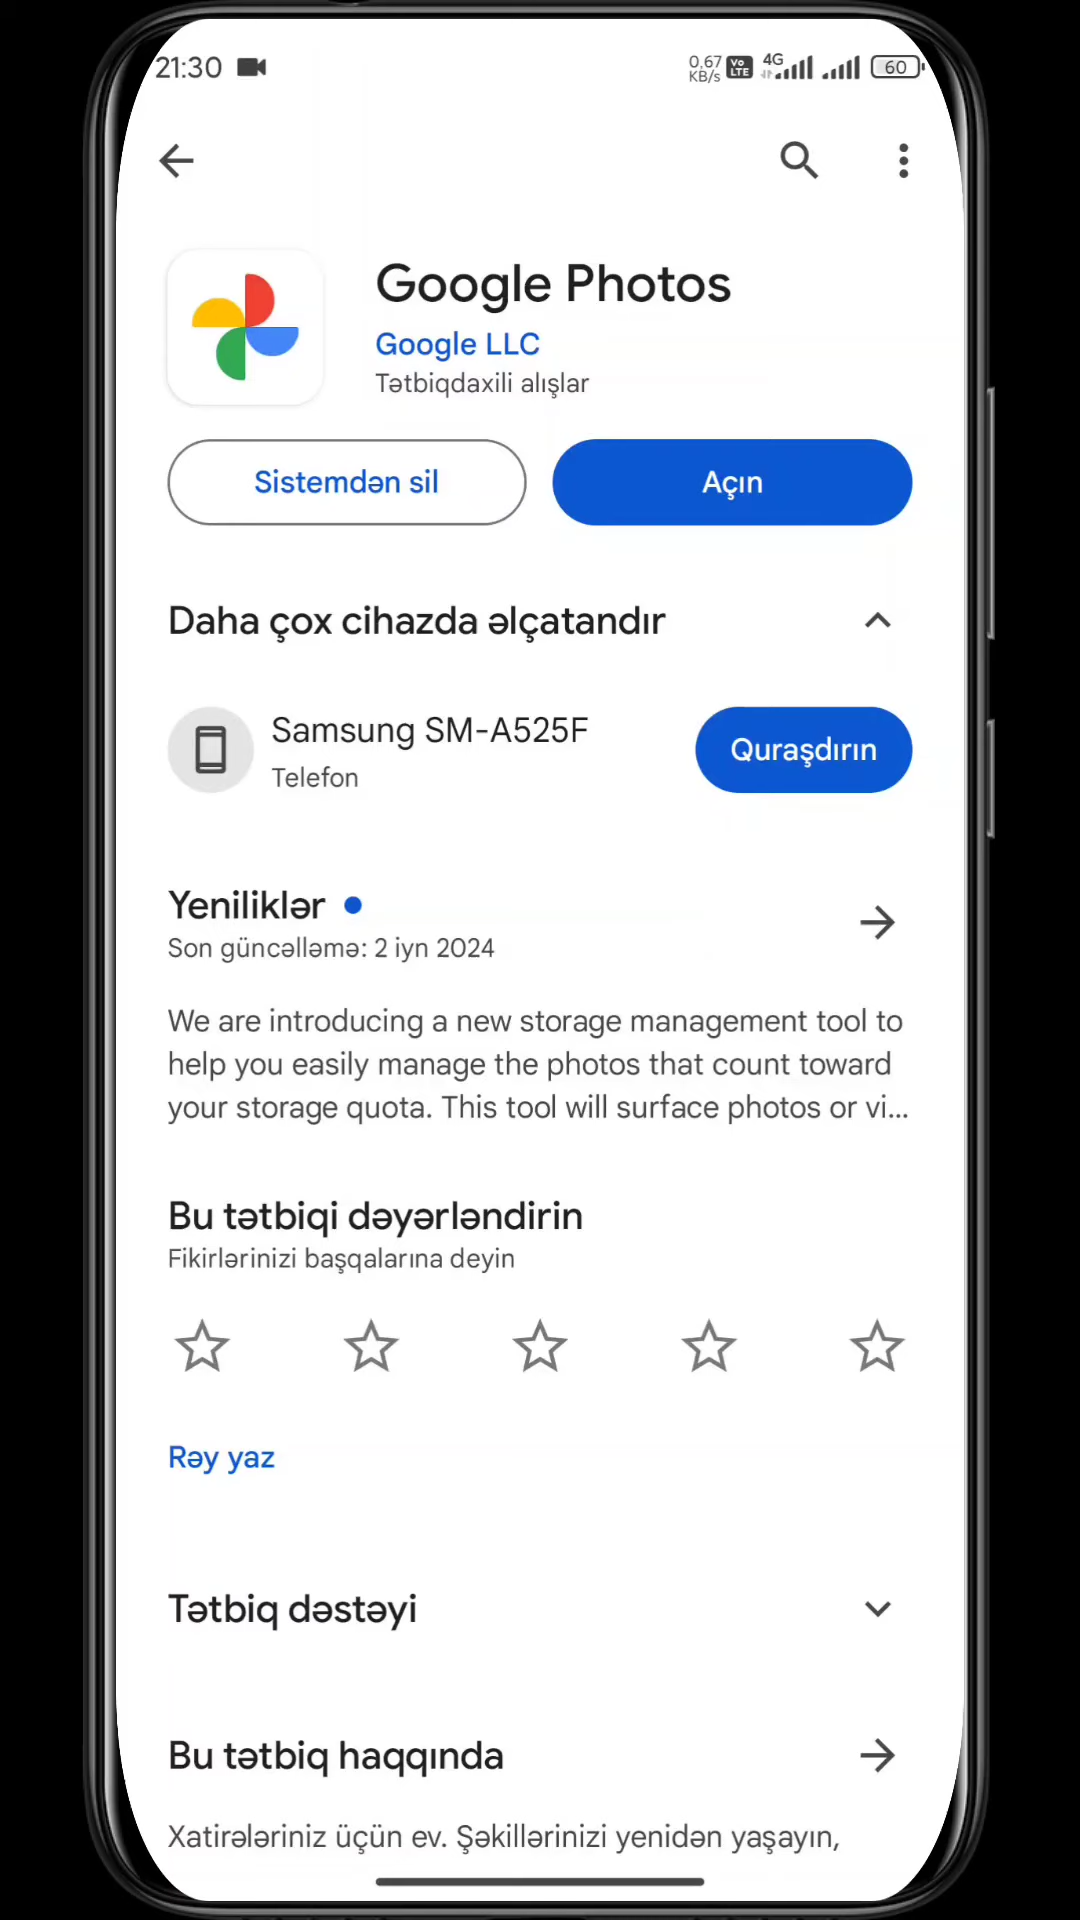 21:30
0,67 KB/s Vo LTE 4G 60
Google Photos
Google LLC
Tətbiqdaxili alışlar
Sistemdən sil
Açın
Daha çox cihazda əlçatandır
Samsung SM-A525F
Telefon
Quraşdırın
Yeniliklər
Son güncəlləmə: 2 iyn 2024
We are introducing a new storage management tool to
help you easily manage the photos that count toward
your storage quota. This tool will surface photos or vi...
Bu tətbiqi dəyərləndirin
Fikirlərinizi başqalarına deyin
Rəy yaz
Tətbiq dəstəyi
Bu tətbiq haqqında
Xatirələriniz üçün ev. Şəkillərinizi yenidən yaşayın,